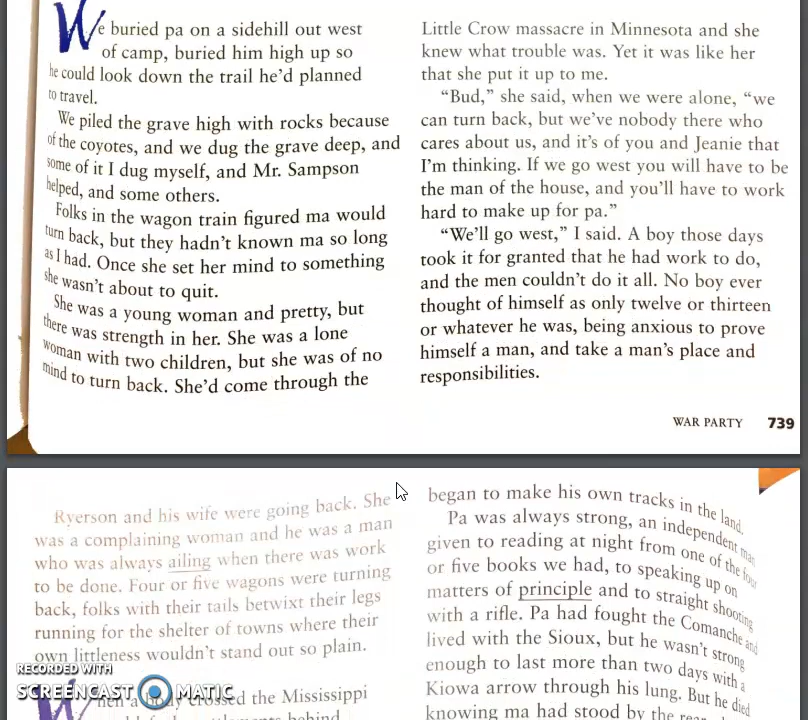 We buried pa on a sidehill out west
of camp, buried him high up so
he could look down the trail he'd planned
to travel.
We piled the grave high with rocks because
of the coyotes, and we dug the grave deep, and
some of it I dug myself, and Mr. Sampson
helped, and some others.
Folks in the wagon train figured ma would
turn back, but they hadn't known ma so long
as I had. Once she set her mind to something
she wasn't about to quit.
She was a young woman and pretty, but
there was strength in her. She was a lone
woman with two children, but she was of no
mind to turn back. She'd come through the
Little Crow massacre in Minnesota and she
knew what trouble was. Yet it was like her
that she put it up to me.
"Bud," she said, when we were alone, "we
can turn back, but we've nobody there who
cares about us, and it's of you and Jeanie that
I'm thinking. If we go west you will have to be
the man of the house, and you'll have to work
hard to make up for pa."
"We'll go west," I said. A boy those days
took it for granted that he had work to do,
and the men couldn't do it all. No boy ever
thought of himself as only twelve or thirteen
or whatever he was, being anxious to prove
himself a man, and take a man's place and
responsibilities.
WAR PARTY 739
Ryerson and his wife were going back. She
was a complaining woman and he was a man
who was always ailing when there was work
to be done. Four or five wagons were turning
back, folks with their tails betwixt their legs
running for the shelter of towns where their
own littleness wouldn't stand out so plain.
When a body crossed the Mississippi
behind
began to make his own tracks in the land.
Pa was always strong, an independent man
given to reading at night from one of the four
or five books we had, to speaking up on
matters of principle and to straight shooting
with a rifle. Pa had fought the Comanche and
lived with the Sioux, but he wasn't strong
enough to last more than two days with a
Kiowa arrow through his lung. But he died
knowing ma had stood by the
RECORDED WITH
SCREENCAST MATIC